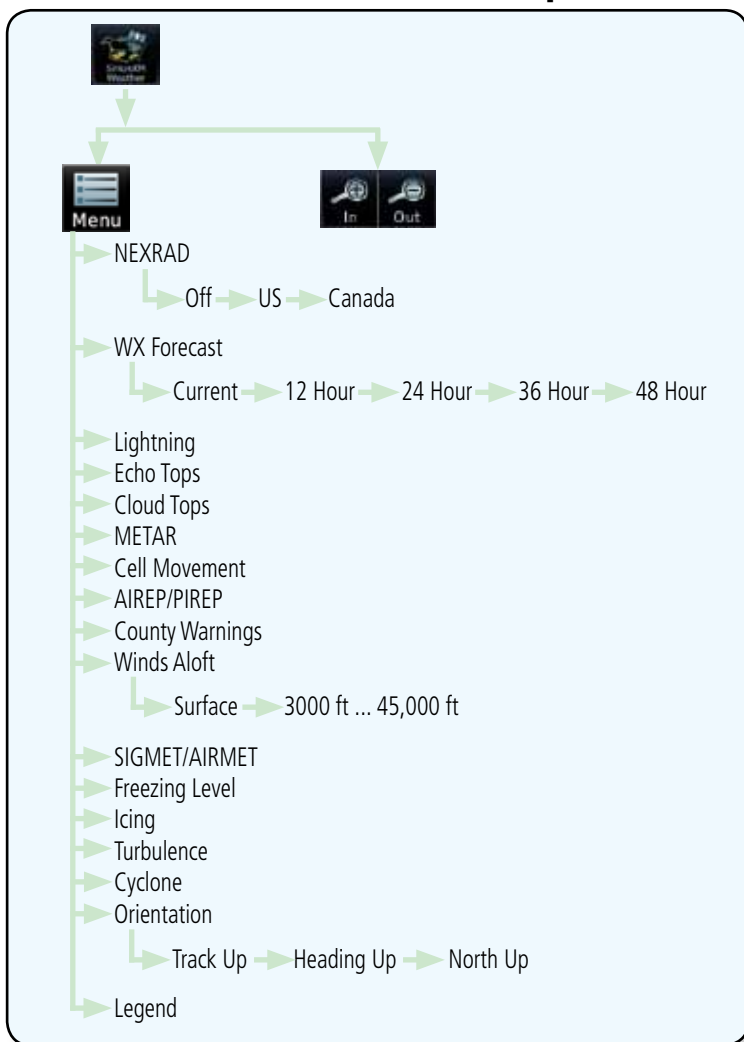 SiriusXM
Weather
Menu
In Out
NEXRAD
Off US Canada
WX Forecast
Current 12 Hour 24 Hour 36 Hour 48 Hour
Lightning
Echo Tops
Cloud Tops
METAR
Cell Movement
AIREP/PIREP
County Warnings
Winds Aloft
Surface 3000 ft ... 45,000 ft
SIGMET/AIRMET
Freezing Level
Icing
Turbulence
Cyclone
Orientation
Track Up Heading Up North Up
Legend